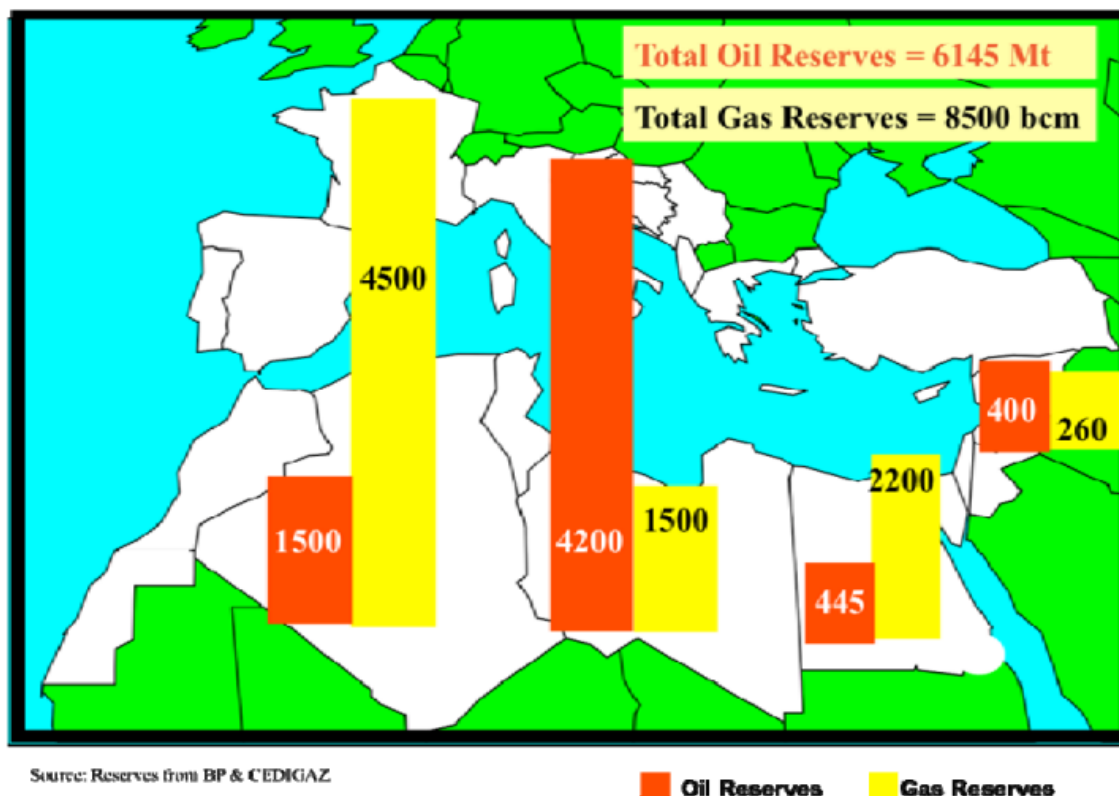 Total Oil Reserves = 6145 Mt
Total Gas Reserves = 8500 bcm
4500
400
260
2200
1500
1500
4200
445
Source: Reserves from BP & CEDIGAZ
Oil Reserves
Gas Reserves